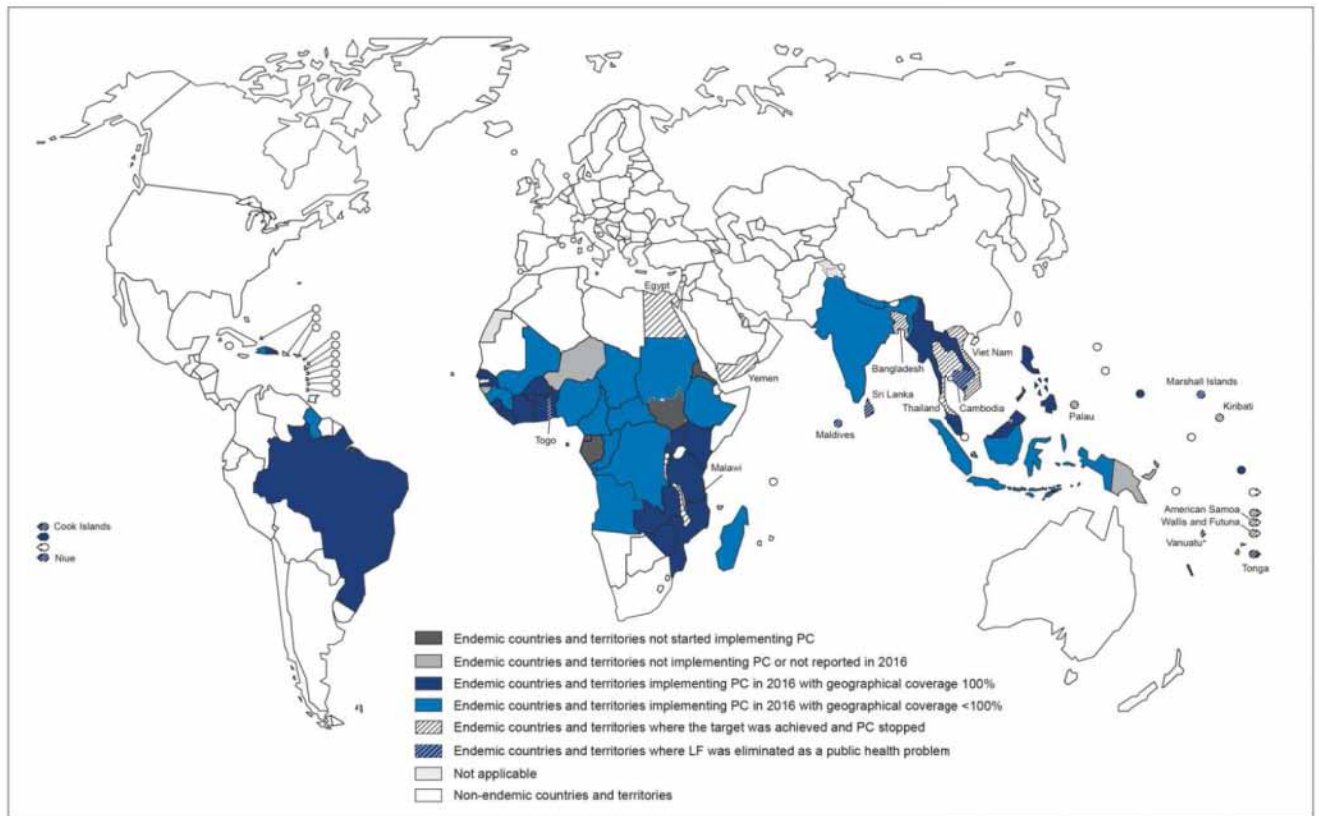 Egypt
Yemen
Togo
Malawi
Bangladesh
Viet Nam
Sri Lanka
Thailand
Cambodia
Maldives
Palau
Marshall Islands
Kiribati
American Samoa
Wallis and Futuna
Vanuatu*
Tonga
Cook Islands
Niue
Endemic countries and territories not started implementing PC
Endemic countries and territories not implementing PC or not reported in 2016
Endemic countries and territories implementing PC in 2016 with geographical coverage 100%
Endemic countries and territories implementing PC in 2016 with geographical coverage <100%
Endemic countries and territories where the target was achieved and PC stopped
Endemic countries and territories where LF was eliminated as a public health problem
Not applicable
Non-endemic countries and territories